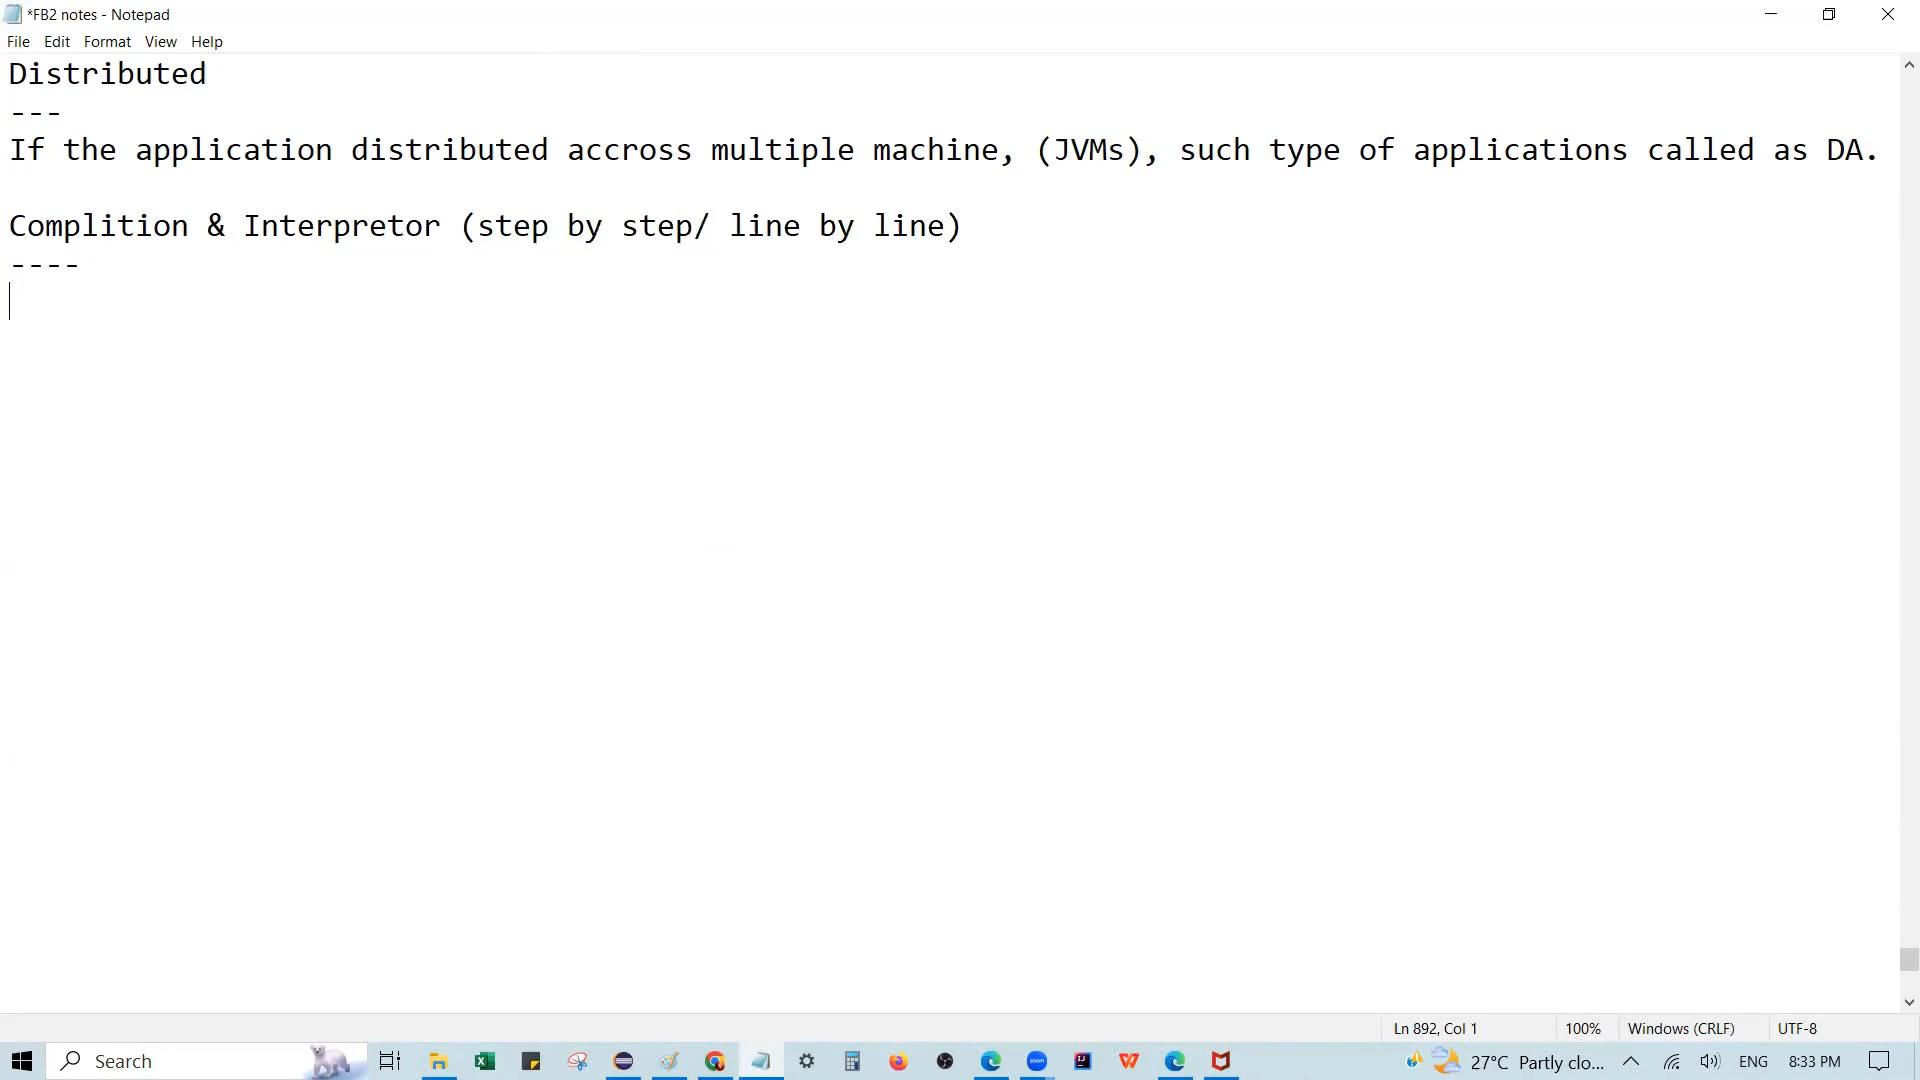 *FB2 notes - Notepad
File Edit Format View Help
Distributed
---
If the application distributed accross multiple machine, (JVMs), such type of applications called as DA.
Complition & Interpretor (step by step/ line by line)
----
Ln 892, Col 1 100% Windows (CRLF) UTF-8
Search 27°C Partly clo... ENG 8:33 PM